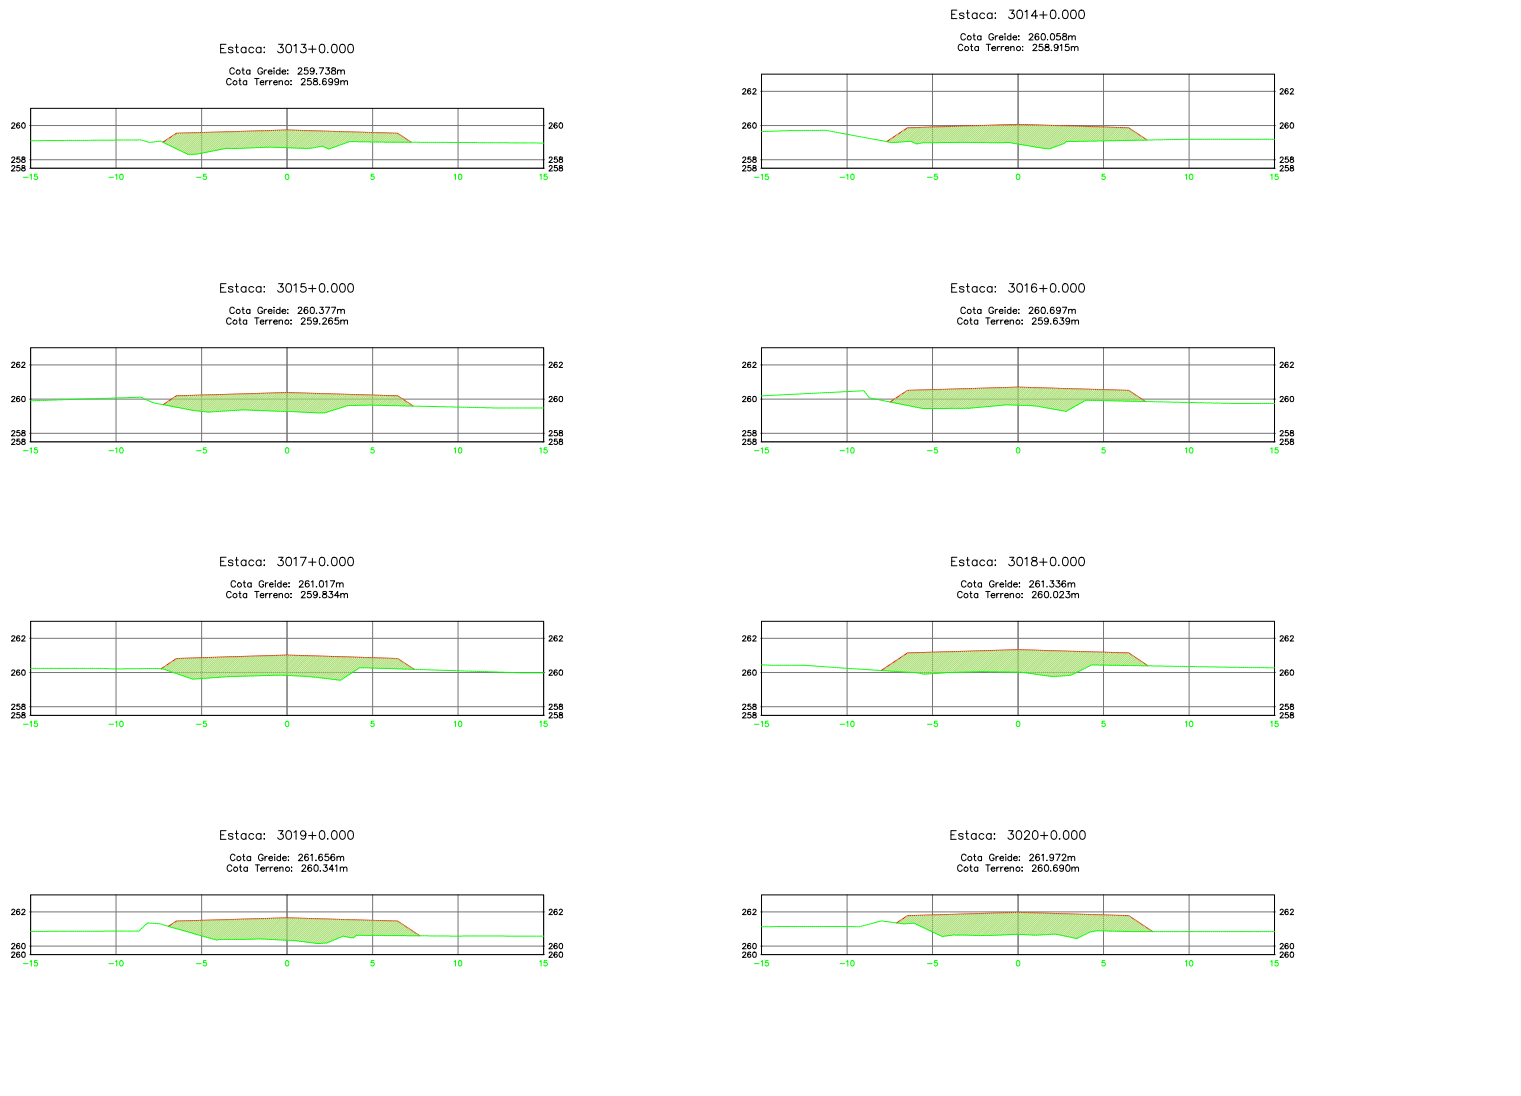 Estaca: 3013+0.000
Cota Greide: 259.738m
Cota Terreno: 258.699m
260 260
258 258
258 258
-15 -10 -5 0 5 10 15
Estaca: 3014+0.000
Cota Greide: 260.058m
Cota Terreno: 258.915m
262 262
260 260
258 258
258 258
-15 -10 -5 0 5 10 15
Estaca: 3015+0.000
Cota Greide: 260.377m
Cota Terreno: 259.265m
262 262
260 260
258 258
258 258
-15 -10 -5 0 5 10 15
Estaca: 3016+0.000
Cota Greide: 260.697m
Cota Terreno: 259.639m
262 262
260 260
258 258
258 258
-15 -10 -5 0 5 10 15
Estaca: 3017+0.000
Cota Greide: 261.017m
Cota Terreno: 259.834m
262 262
260 260
258 258
258 258
-15 -10 -5 0 5 10 15
Estaca: 3018+0.000
Cota Greide: 261.336m
Cota Terreno: 260.023m
262 262
260 260
258 258
258 258
-15 -10 -5 0 5 10 15
Estaca: 3019+0.000
Cota Greide: 261.656m
Cota Terreno: 260.341m
262 262
260 260
260 260
-15 -10 -5 0 5 10 15
Estaca: 3020+0.000
Cota Greide: 261.972m
Cota Terreno: 260.690m
262 262
260 260
260 260
-15 -10 -5 0 5 10 15